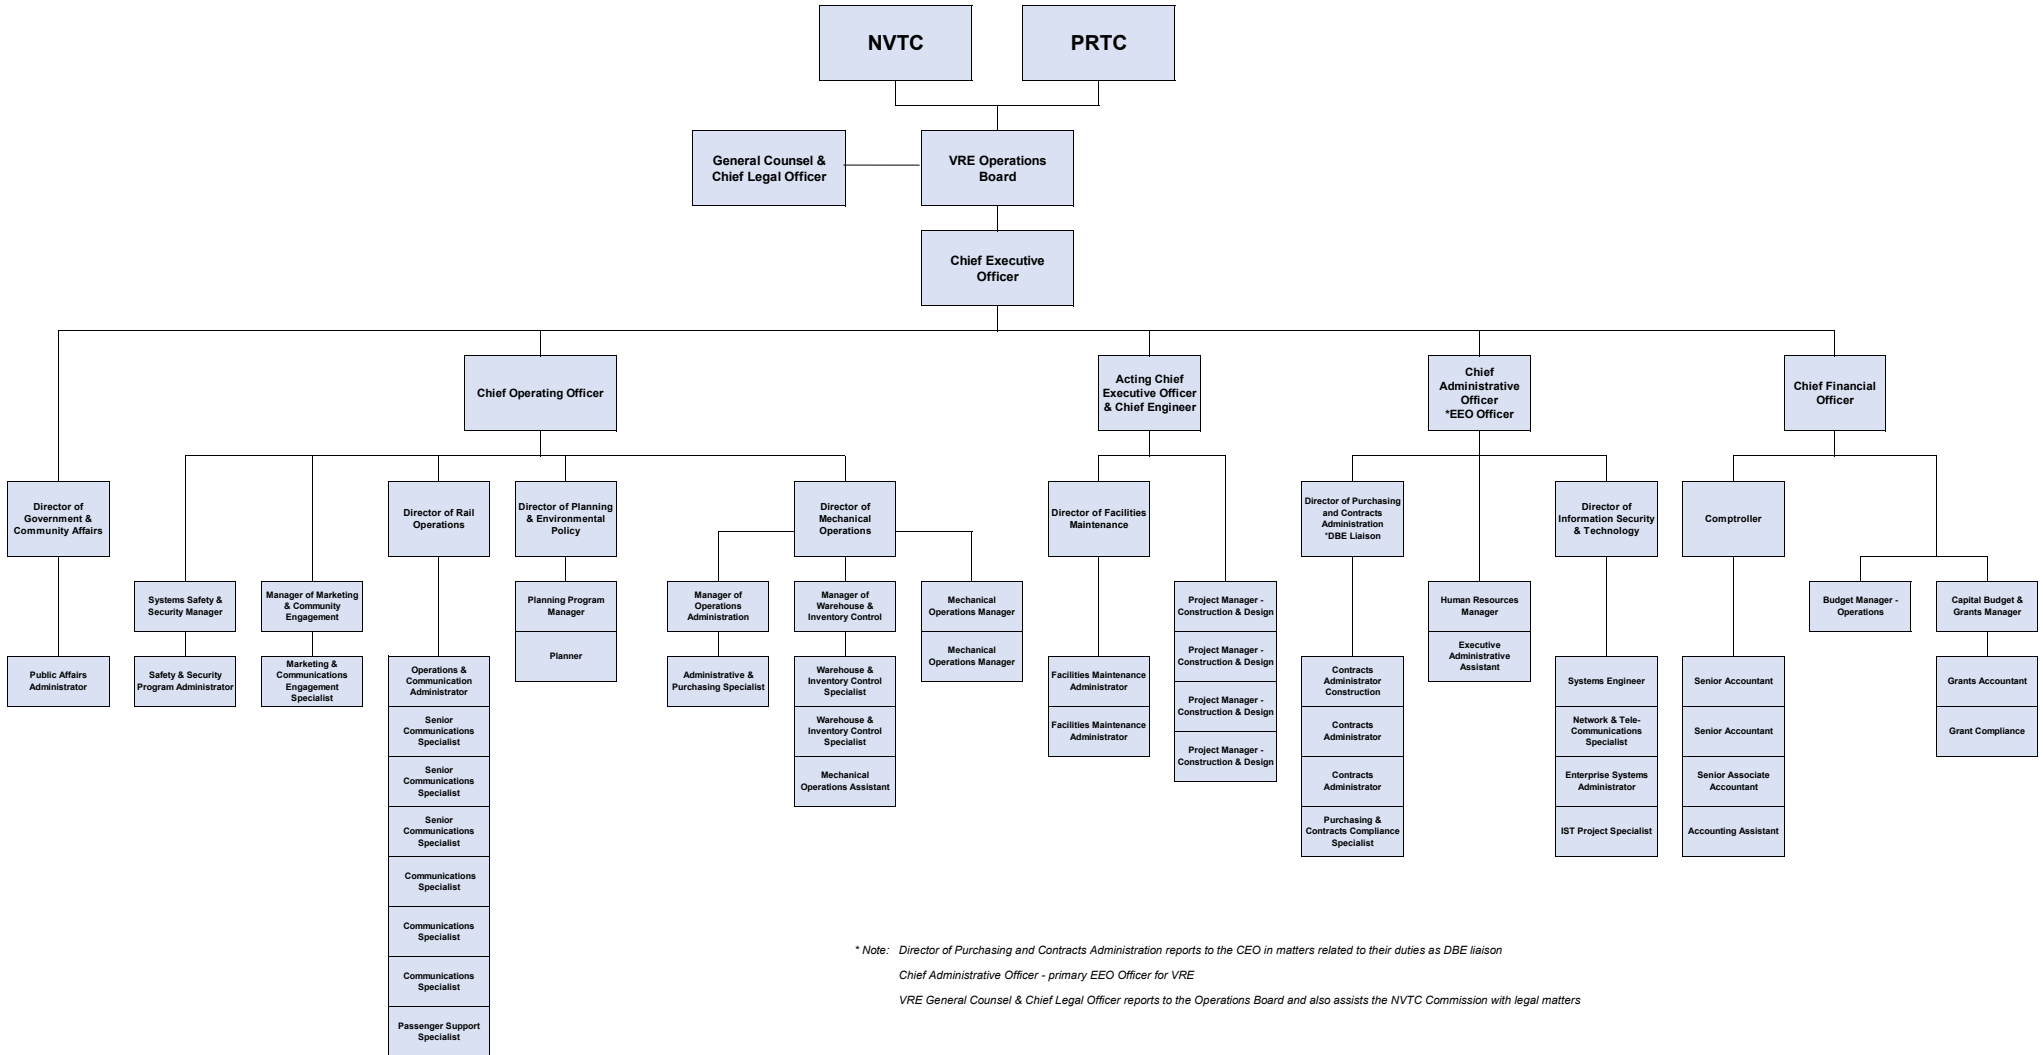 NVTC
PRTC
General Counsel &
Chief Legal Officer
VRE Operations
Board
Chief Executive
Officer
Chief Operating Officer
Acting Chief
Executive Officer
& Chief Engineer
Chief
Administrative
Officer
*EEO Officer
Chief Financial
Officer
Director of
Government &
Community Affairs
Director of Rail
Operations
Director of Planning
& Environmental
Policy
Director of
Mechanical
Operations
Director of Facilities
Maintenance
Director of Purchasing
and Contracts
Administration
*DBE Liaison
Director of
Information Security
& Technology
Comptroller
Systems Safety &
Security Manager
Manager of Marketing
& Community
Engagement
Planning Program
Manager
Planner
Manager of
Operations
Administration
Manager of
Warehouse &
Inventory Control
Mechanical
Operations Manager
Mechanical
Operations Manager
Project Manager -
Construction & Design
Project Manager -
Construction & Design
Project Manager -
Construction & Design
Project Manager -
Construction & Design
Human Resources
Manager
Executive
Administrative
Assistant
Budget Manager -
Operations
Capital Budget &
Grants Manager
Public Affairs
Administrator
Safety & Security
Program Administrator
Marketing &
Communications
Engagement
Specialist
Operations &
Communication
Administrator
Senior
Communications
Specialist
Senior
Communications
Specialist
Senior
Communications
Specialist
Communications
Specialist
Communications
Specialist
Communications
Specialist
Passenger Support
Specialist
Administrative &
Purchasing Specialist
Warehouse &
Inventory Control
Specialist
Warehouse &
Inventory Control
Specialist
Mechanical
Operations Assistant
Facilities Maintenance
Administrator
Facilities Maintenance
Administrator
Contracts
Administrator
Construction
Contracts
Administrator
Contracts
Administrator
Purchasing &
Contracts Compliance
Specialist
Systems Engineer
Network & Tele-
Communications
Specialist
Enterprise Systems
Administrator
IST Project Specialist
Senior Accountant
Senior Accountant
Senior Associate
Accountant
Accounting Assistant
Grants Accountant
Grant Compliance
* Note: Director of Purchasing and Contracts Administration reports to the CEO in matters related to their duties as DBE liaison
Chief Administrative Officer - primary EEO Officer for VRE
VRE General Counsel & Chief Legal Officer reports to the Operations Board and also assists the NVTC Commission with legal matters